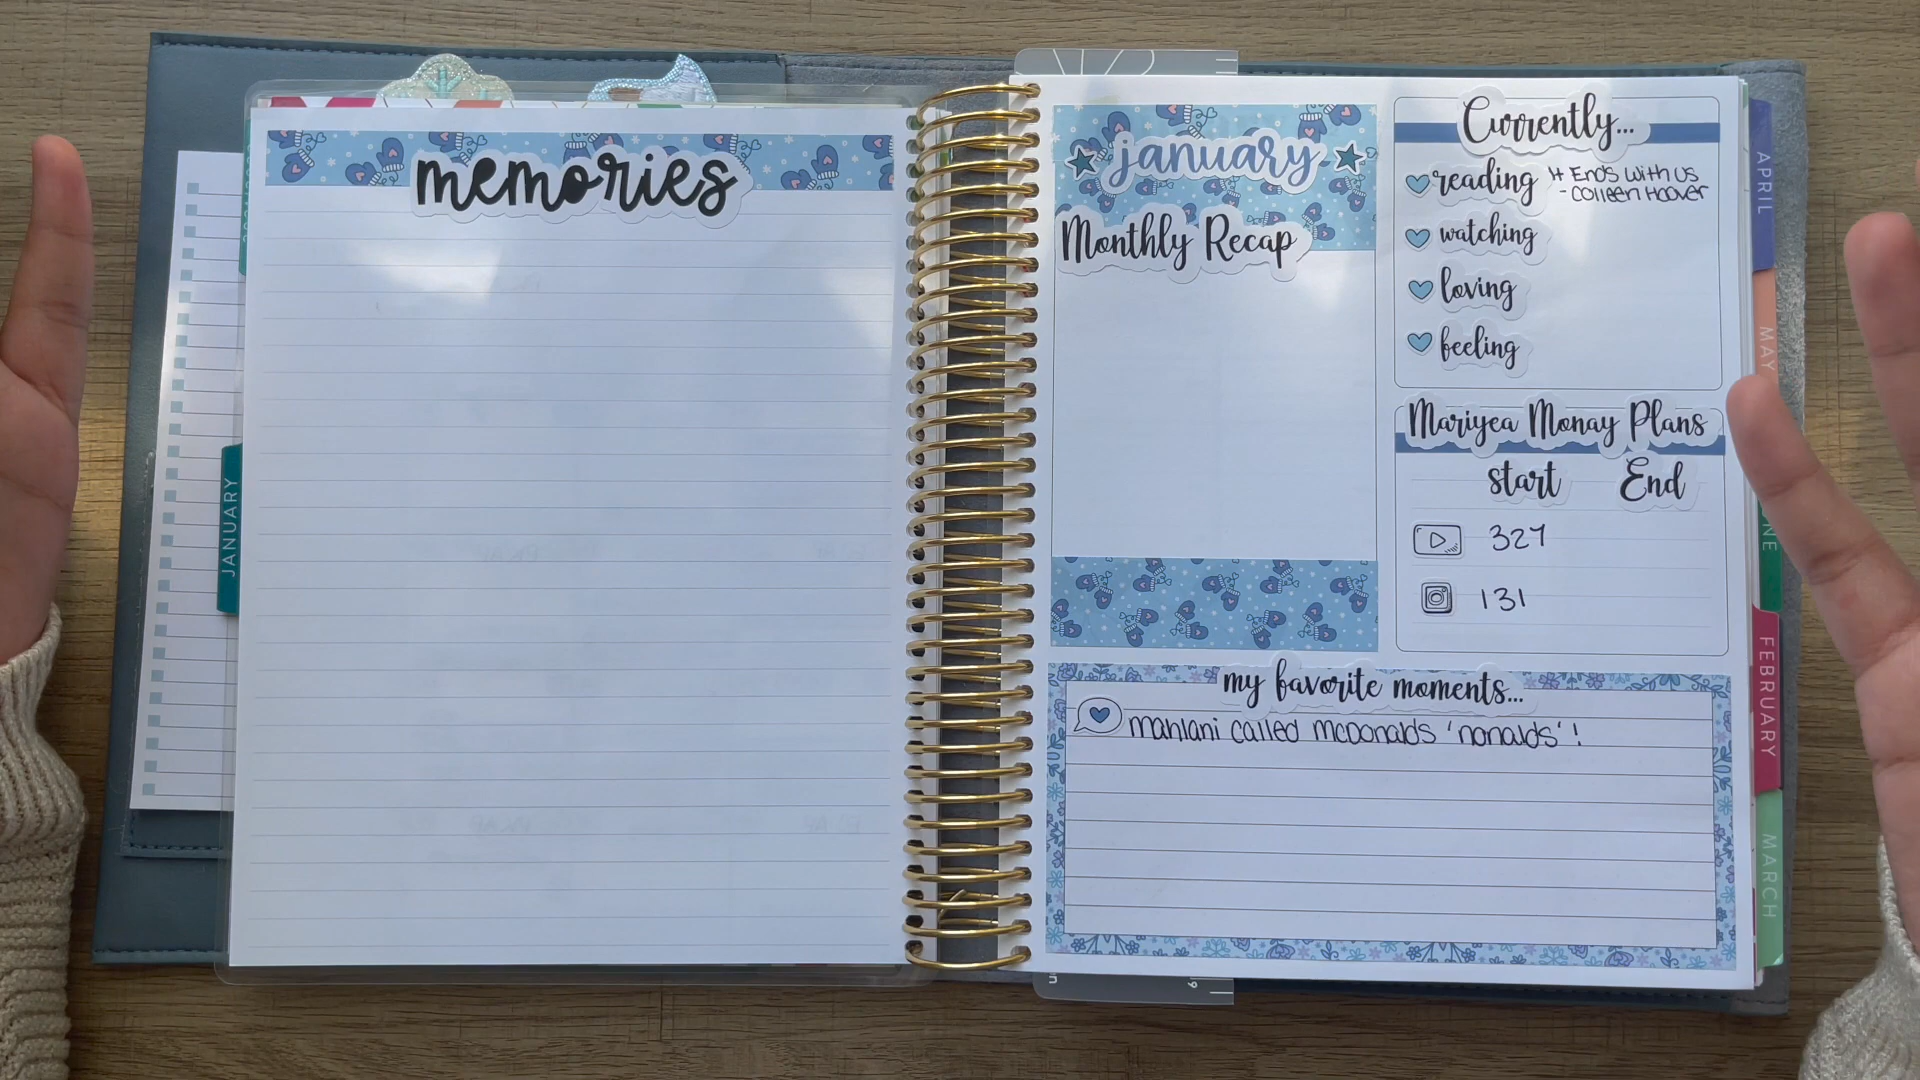 memories
JANUARY
january
Monthly Recap
Currently...
reading It Ends With Us
- Colleen Hoover
watching
loving
feeling
Mariyea Monay Plans
start End
327
131
my favorite moments...
mahlani called mcDonalds 'nonalds' !
APRIL
MAY
NE
FEBRUARY
MARCH